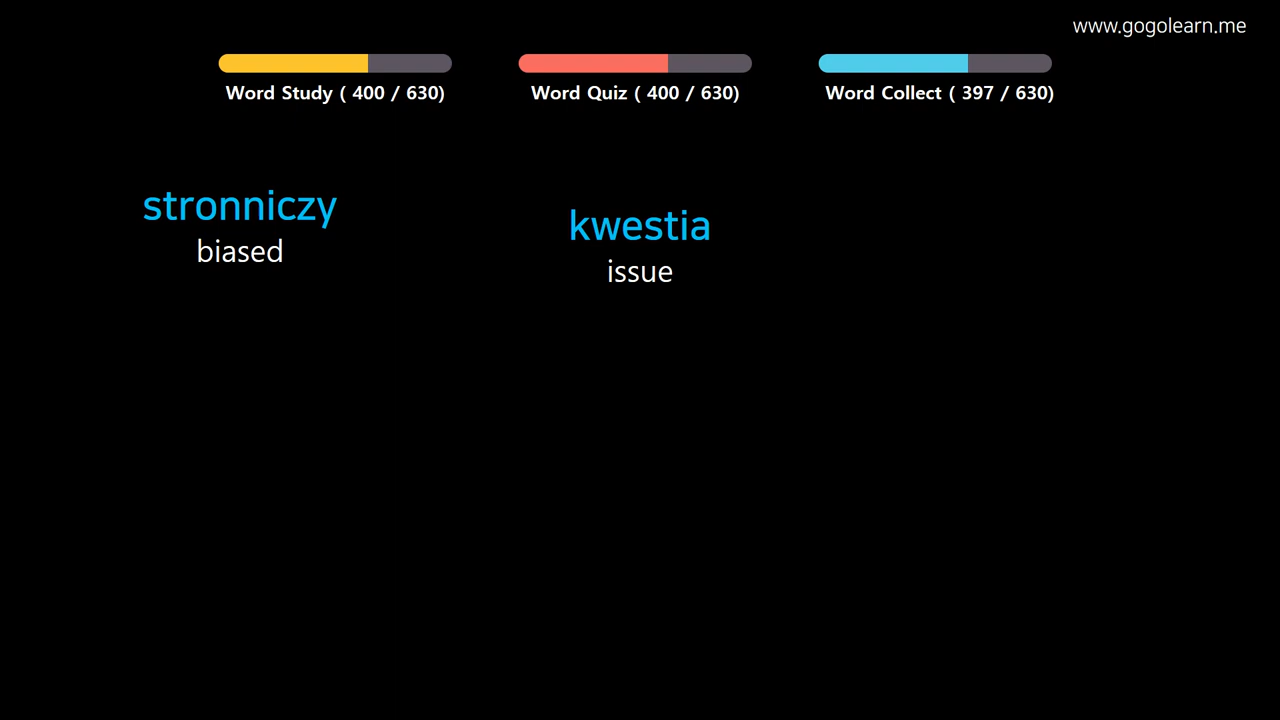 www.gogolearn.me
Word Study ( 400 / 630)
Word Quiz ( 400 / 630)
Word Collect ( 397 / 630)
stronniczy
biased
kwestia
issue